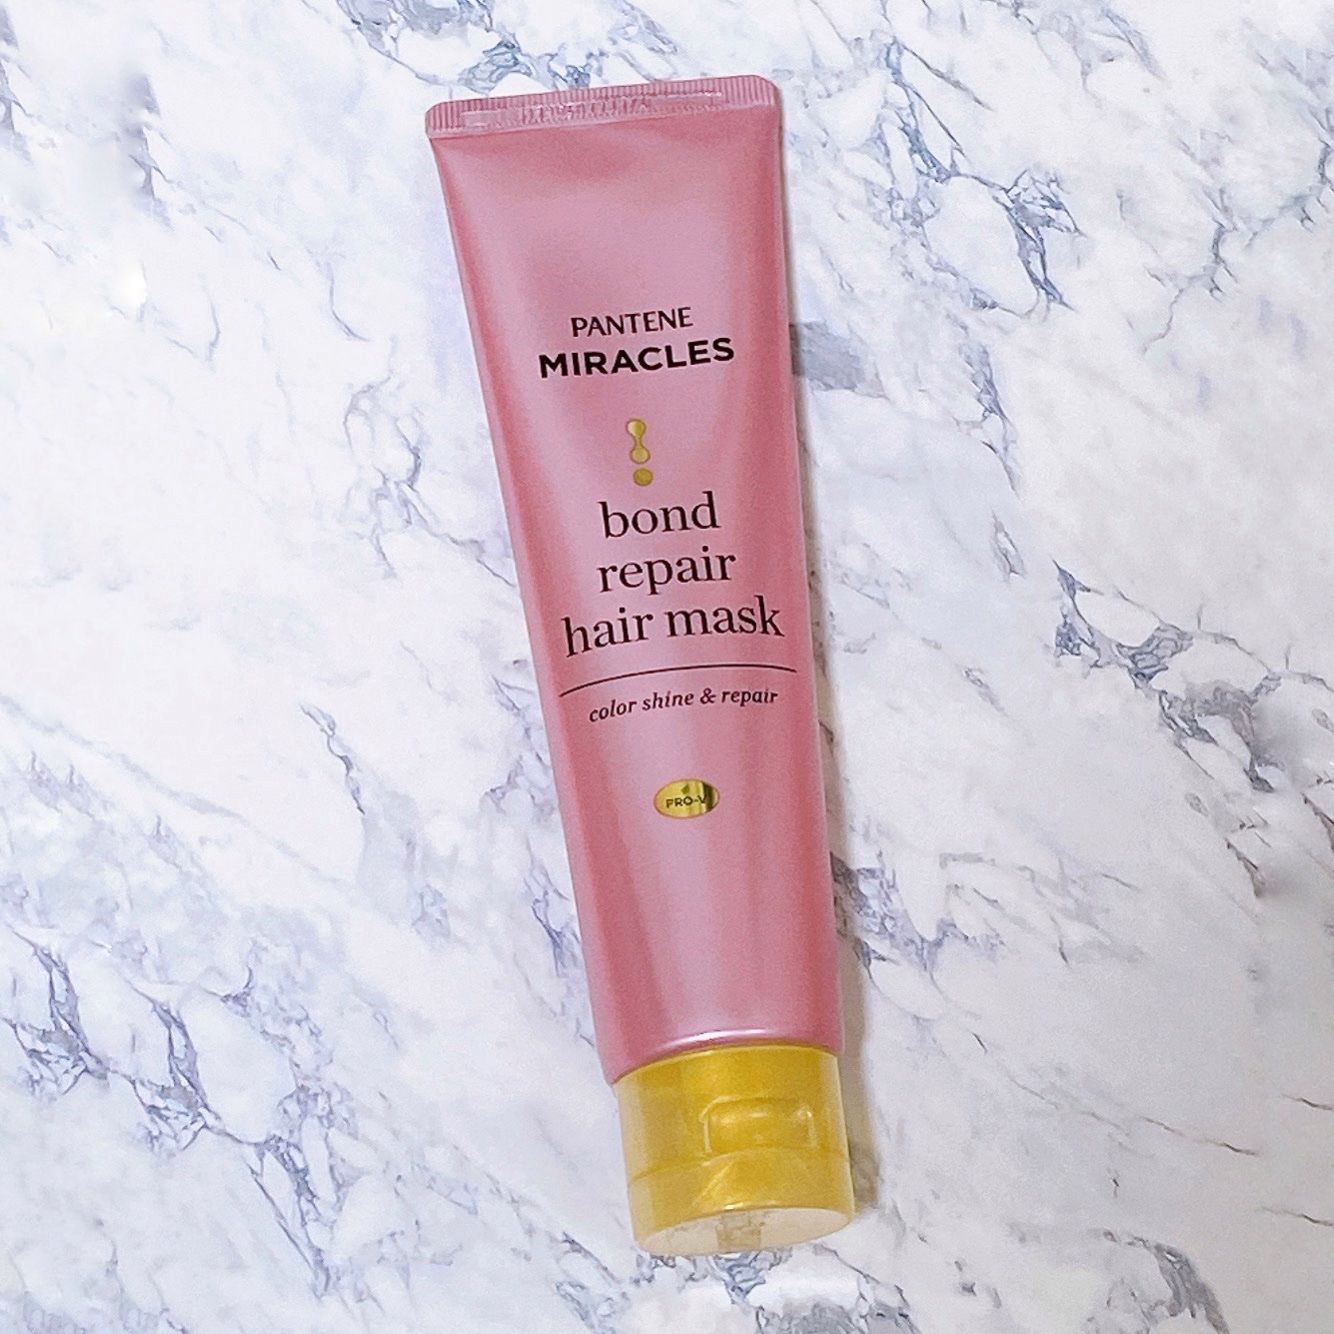 PANTENE
MIRACLES
bond
repair
hair mask
color shine & repair
PRO-V